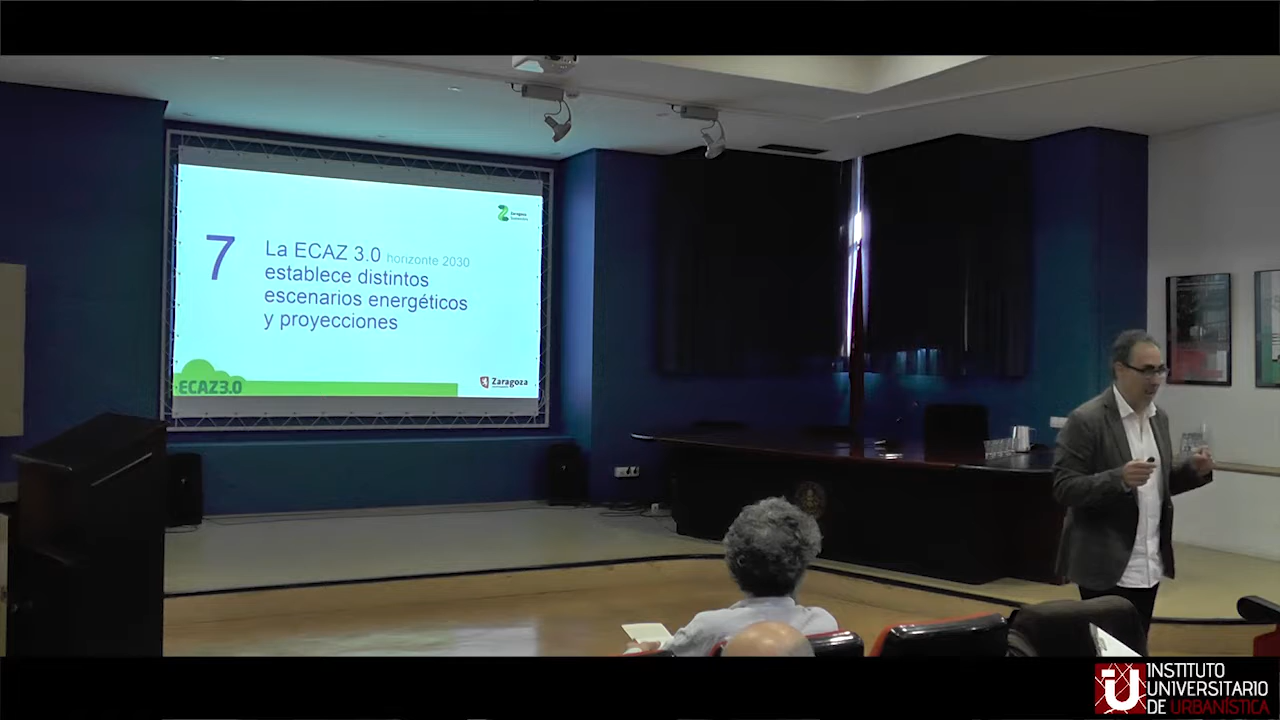 7
La ECAZ 3.0 horizonte 2030
establece distintos
escenarios energéticos
y proyecciones
ECAZ3.0
Zaragoza
INSTITUTO
UNIVERSITARIO
DE URBANÍSTICA